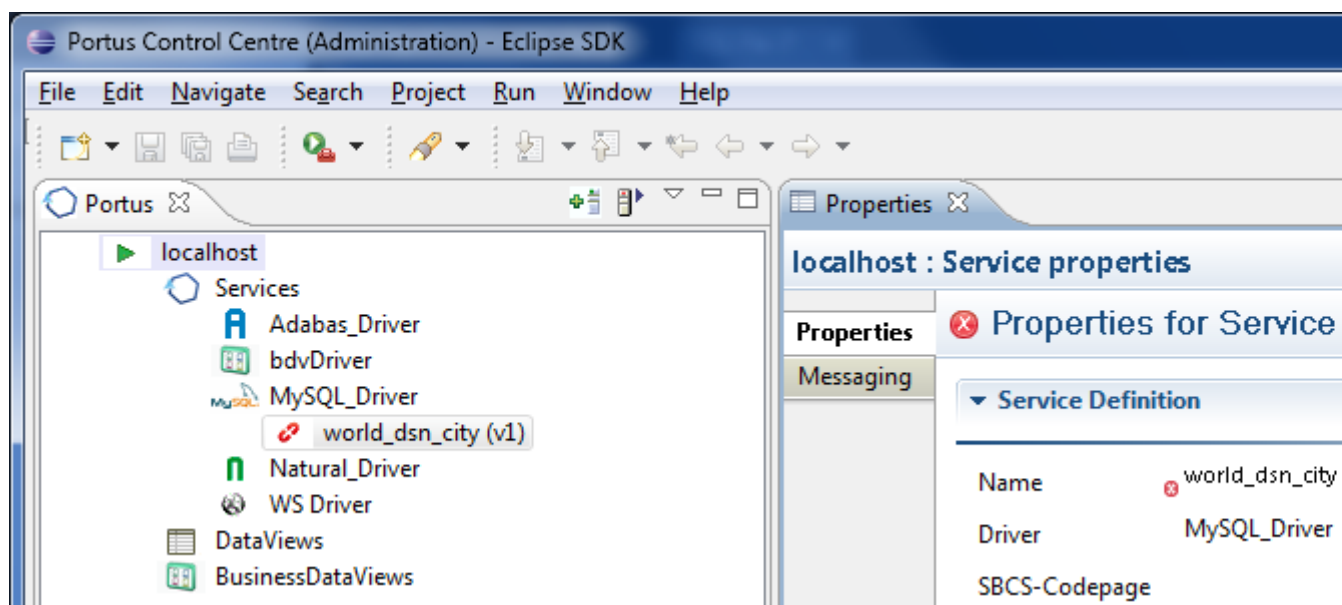 Portus Control Centre (Administration) - Eclipse SDK
File Edit Navigate Search Project Run Window Help
Portus
Properties
localhost
Services
Adabas_Driver
bdvDriver
MySQL
MySQL_Driver
world_dsn_city (v1)
Natural_Driver
WS Driver
DataViews
BusinessDataViews
localhost : Service properties
Properties
Messaging
Properties for Service
Service Definition
Name world_dsn_city
Driver MySQL_Driver
SBCS-Codepage